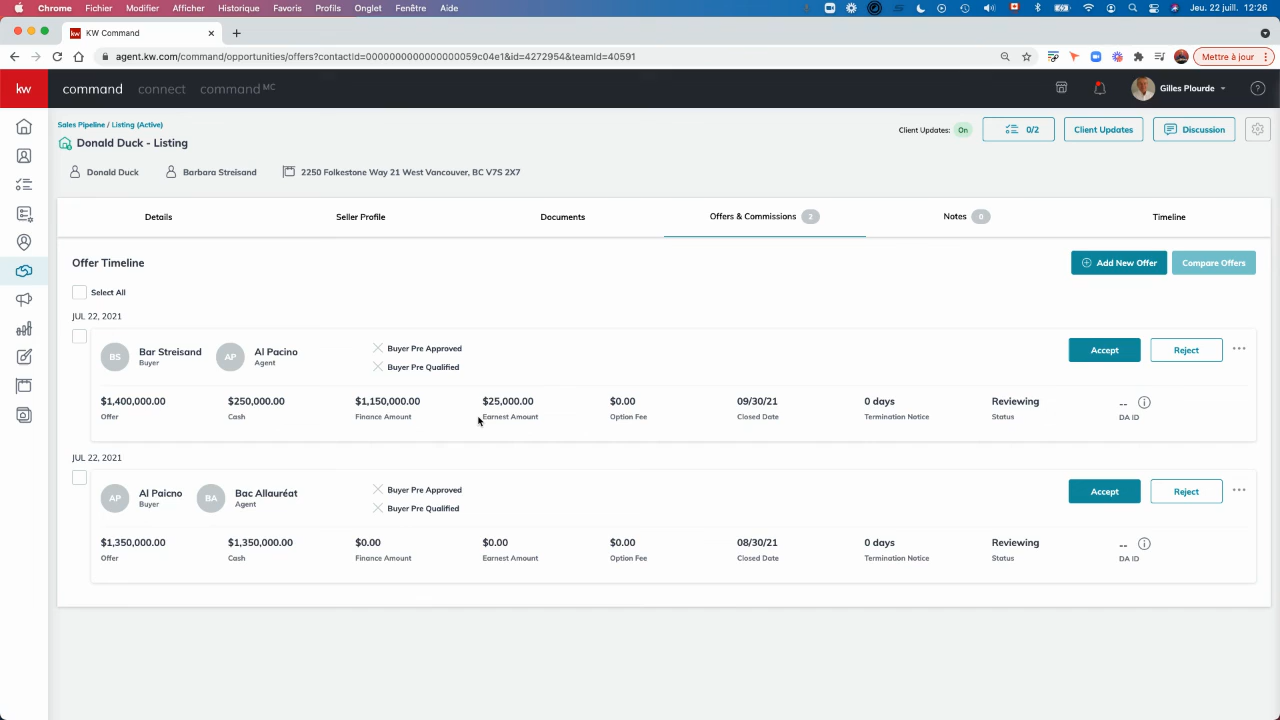 Chrome Fichier Modifier Afficher Historique Favoris Profils Onglet Fenêtre Aide Jeu. 22 juil. 12:26
kw KW Command
agent.kw.com/command/opportunities/offers?contactId=0000000000000000059c04e1&id=4272954&teamId=40591 Mettre à jour
kw command connect command MC Gilles Plourde
Sales Pipeline / Listing (Active)
Donald Duck - Listing
Client Updates: On 0/2 Client Updates Discussion
Donald Duck Barbara Streisand 2250 Folkestone Way 21 West Vancouver, BC V7S 2X7
Details Seller Profile Documents Offers & Commissions 2 Notes 0 Timeline
Offer Timeline Add New Offer Compare Offers
Select All
JUL 22, 2021
BS Bar Streisand AP Al Pacino Buyer Pre Approved Accept Reject
Buyer Agent Buyer Pre Qualified
$1,400,000.00 $250,000.00 $1,150,000.00 $25,000.00 $0.00 09/30/21 0 days Reviewing --
Offer Cash Finance Amount Earnest Amount Option Fee Closed Date Termination Notice Status DA ID
JUL 22, 2021
AP Al Paicno BA Bac Allauréat Buyer Pre Approved Accept Reject
Buyer Agent Buyer Pre Qualified
$1,350,000.00 $1,350,000.00 $0.00 $0.00 $0.00 08/30/21 0 days Reviewing --
Offer Cash Finance Amount Earnest Amount Option Fee Closed Date Termination Notice Status DA ID